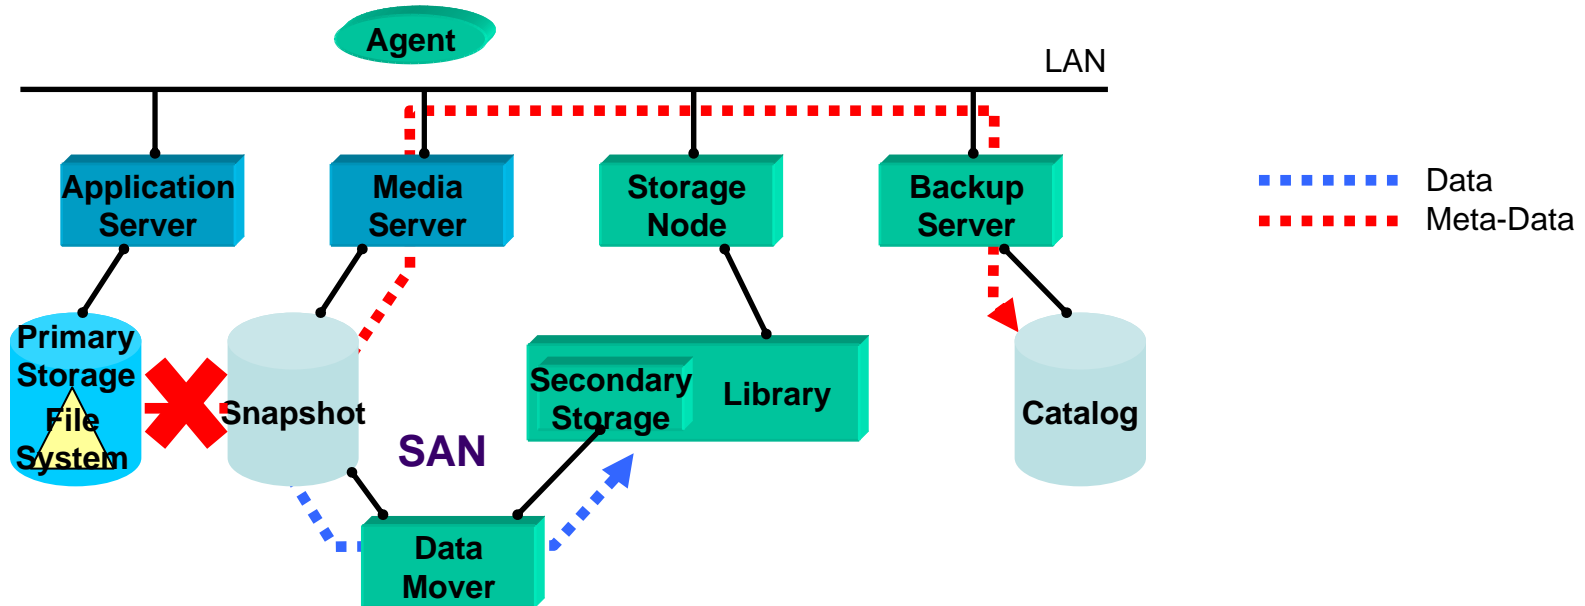 Agent
LAN
Application
Server
Media
Server
Storage
Node
Backup
Server
Data
Meta-Data
Primary
Storage
File
System
Snapshot
SAN
Secondary
Storage
Library
Catalog
Data
Mover